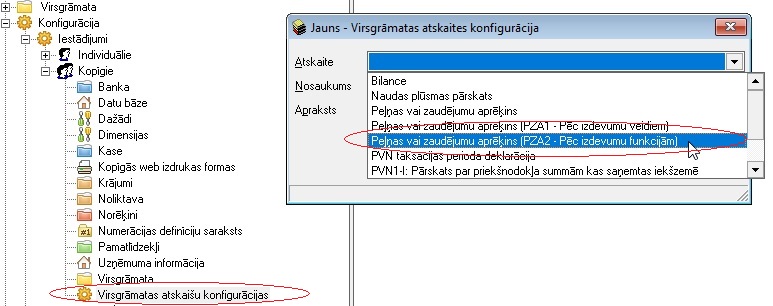 Virsgrāmata
Konfigurācija
Iestādījumi
Individuālie
Kopīgie
Banka
Datu bāze
Dažādi
Dimensijas
Kase
Kopīgās web izdrukas formas
Krājumi
Noliktava
Norēķini
#1 Numerācijas definīciju saraksts
Pamatlīdzekļi
Uzņēmuma informācija
Virsgrāmata
Virsgrāmatas atskaišu konfigurācijas
Jauns - Virsgrāmatas atskaites konfigurācija
Atskaite
Nosaukums
Apraksts
Bilance
Naudas plūsmas pārskats
Peļņas vai zaudējumu aprēķins
Peļņas vai zaudējumu aprēķins (PZA1 - Pēc izdevumu veidiem)
Peļņas vai zaudējumu aprēķins (PZA2 - Pēc izdevumu funkcijām)
PVN taksācijas perioda deklarācija
PVN1-I: Pārskats par priekšnodokļa summām kas saņemtas iekšzemē